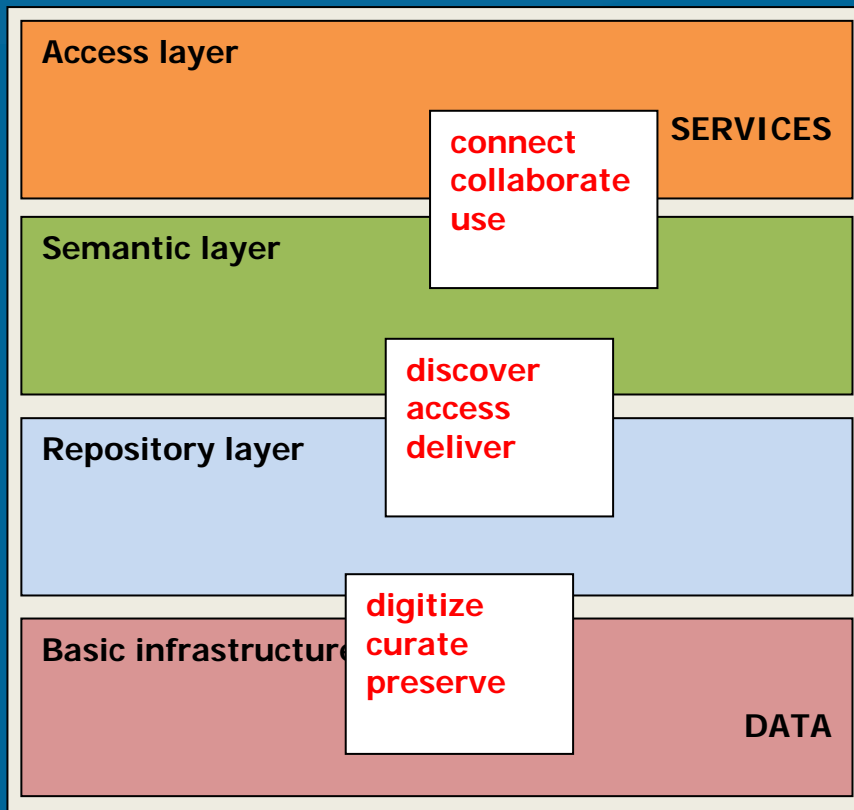 Access layer
SERVICES
connect
collaborate
use
Semantic layer
discover
access
deliver
Repository layer
digitize
Basic infrastructure
curate
preserve
DATA